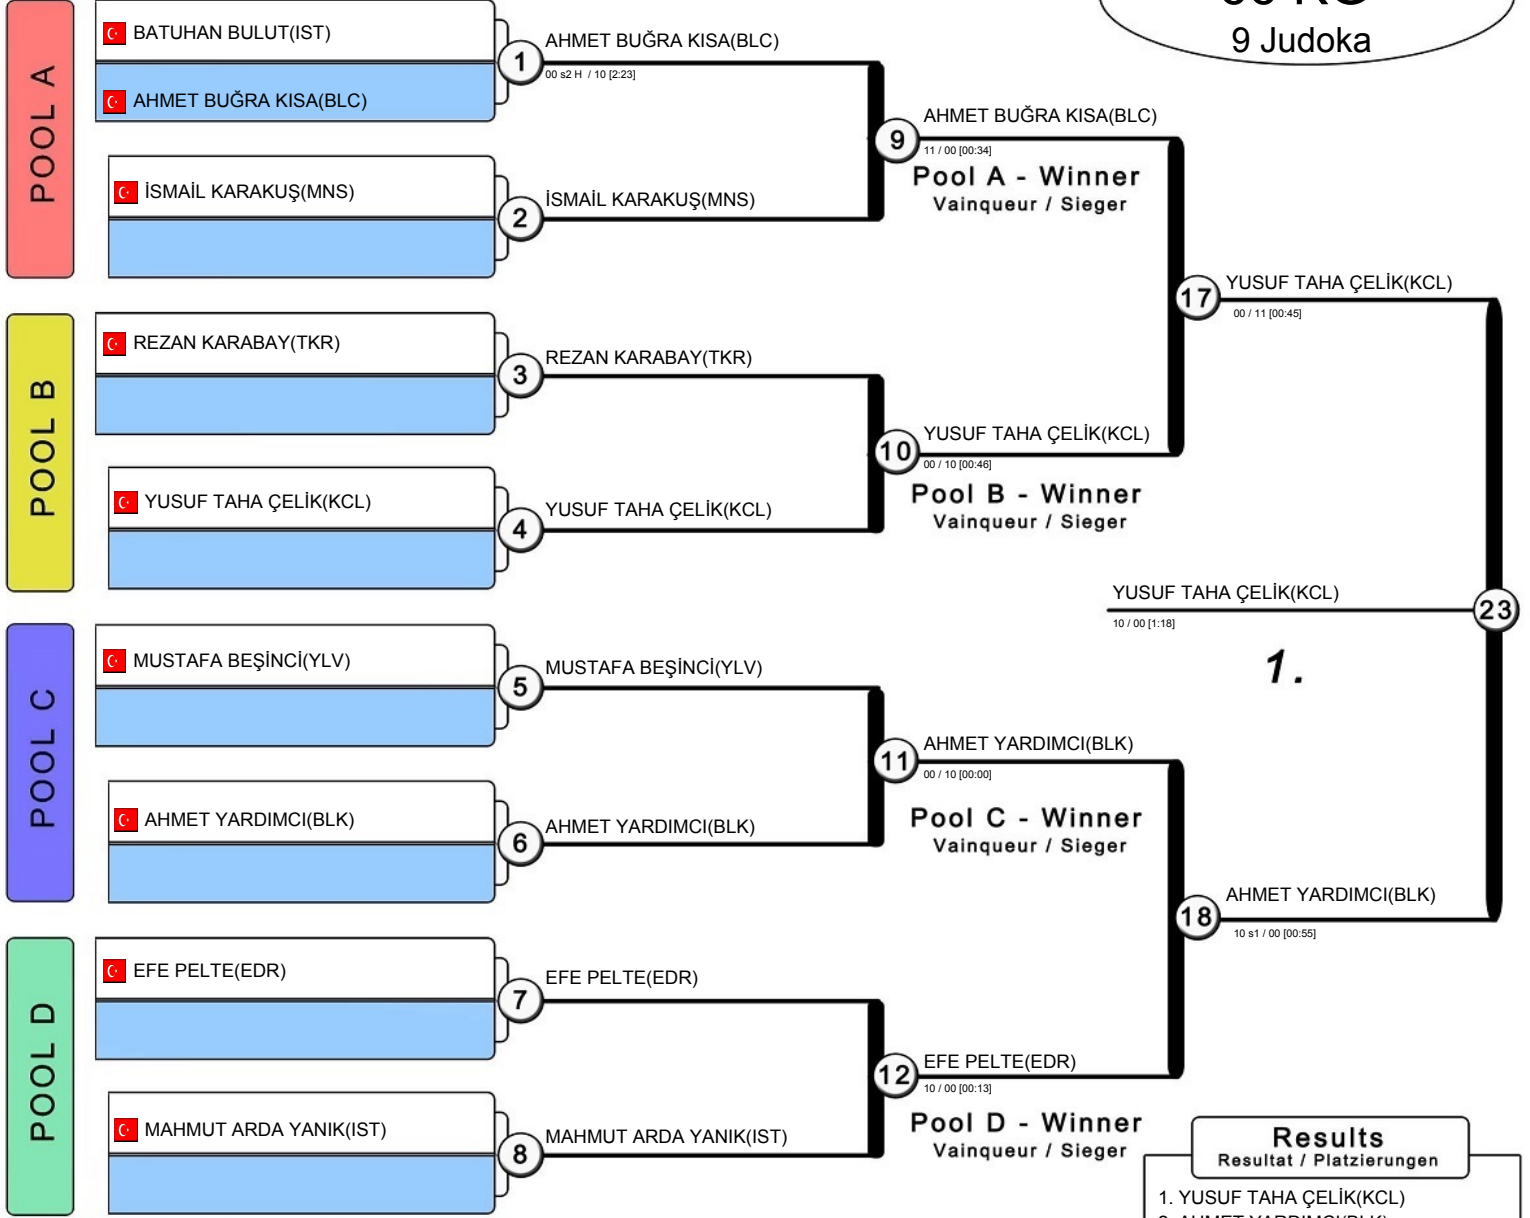 9 Judoka
POOL A
BATUHAN BULUT(IST)
AHMET BUĞRA KISA(BLC)
1
AHMET BUĞRA KISA(BLC)
00 s2 H / 10 [2:23]
İSMAİL KARAKUŞ(MNS)
2
İSMAİL KARAKUŞ(MNS)
9
AHMET BUĞRA KISA(BLC)
11 / 00 [00:34]
Pool A - Winner
Vainqueur / Sieger
POOL B
REZAN KARABAY(TKR)
3
REZAN KARABAY(TKR)
YUSUF TAHA ÇELİK(KCL)
4
YUSUF TAHA ÇELİK(KCL)
10
YUSUF TAHA ÇELİK(KCL)
00 / 10 [00:46]
Pool B - Winner
Vainqueur / Sieger
17
YUSUF TAHA ÇELİK(KCL)
00 / 11 [00:45]
YUSUF TAHA ÇELİK(KCL)
23
10 / 00 [1:18]
1.
POOL C
MUSTAFA BEŞİNCİ(YLV)
5
MUSTAFA BEŞİNCİ(YLV)
AHMET YARDIMCI(BLK)
6
AHMET YARDIMCI(BLK)
11
AHMET YARDIMCI(BLK)
00 / 10 [00:00]
Pool C - Winner
Vainqueur / Sieger
18
AHMET YARDIMCI(BLK)
10 s1 / 00 [00:55]
POOL D
EFE PELTE(EDR)
7
EFE PELTE(EDR)
MAHMUT ARDA YANIK(IST)
8
MAHMUT ARDA YANIK(IST)
12
EFE PELTE(EDR)
10 / 00 [00:13]
Pool D - Winner
Vainqueur / Sieger
Results
Resultat / Platzierungen
1. YUSUF TAHA ÇELİK(KCL)
2. AHMET YARDIMCI(BLK)